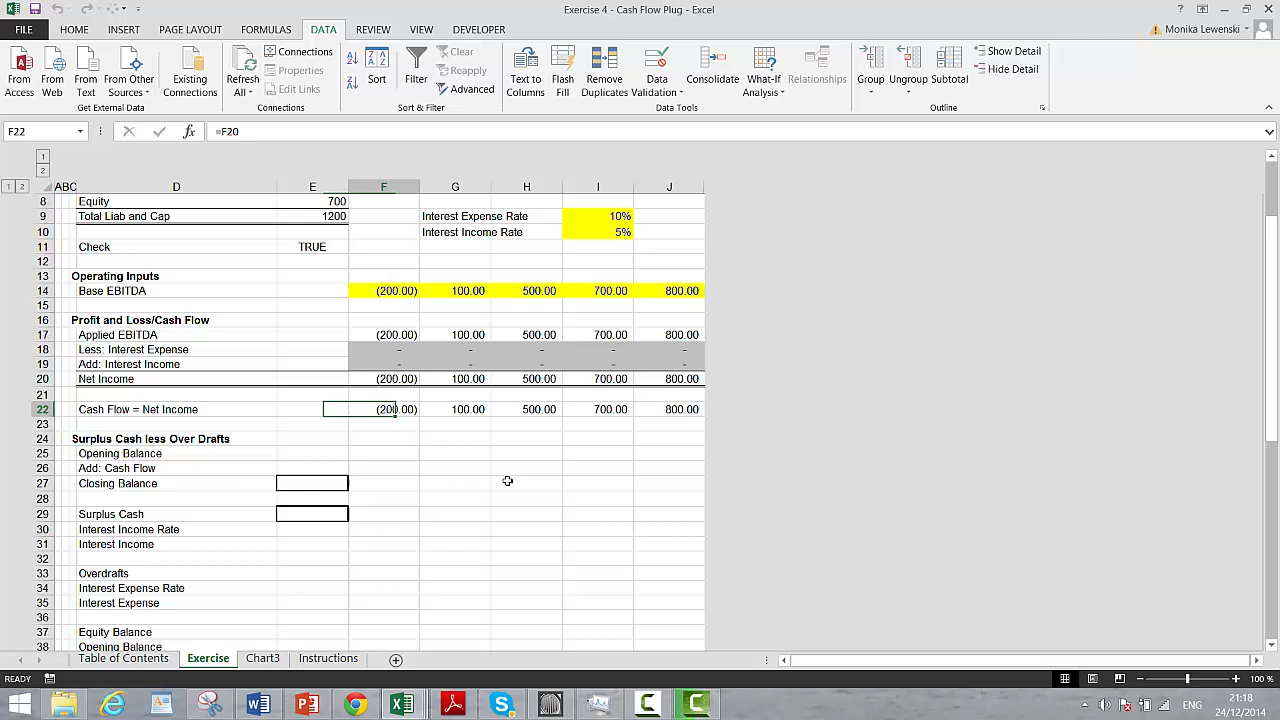 Exercise 4 - Cash Flow Plug - Excel
FILE HOME INSERT PAGE LAYOUT FORMULAS DATA REVIEW VIEW DEVELOPER Monika Lewenski
From Access From Web From Text From Other Sources Existing Connections Refresh All Connections Properties Edit Links Sort Filter Clear Reapply Advanced Text to Columns Flash Fill Remove Duplicates Data Validation Consolidate What-If Analysis Relationships Group Ungroup Subtotal Show Detail Hide Detail
Get External Data Connections Sort & Filter Data Tools Outline
F22 fx =F20
1
2
1 2 ABC D E F G H I J
8 Equity 700
9 Total Liab and Cap 1200 Interest Expense Rate 10%
10 Interest Income Rate 5%
11 Check TRUE
12
13 Operating Inputs
14 Base EBITDA (200.00) 100.00 500.00 700.00 800.00
15
16 Profit and Loss/Cash Flow
17 Applied EBITDA (200.00) 100.00 500.00 700.00 800.00
18 Less: Interest Expense - - - - -
19 Add: Interest Income - - - - -
20 Net Income (200.00) 100.00 500.00 700.00 800.00
21
22 Cash Flow = Net Income (200.00) 100.00 500.00 700.00 800.00
23
24 Surplus Cash less Over Drafts
25 Opening Balance
26 Add: Cash Flow
27 Closing Balance
28
29 Surplus Cash
30 Interest Income Rate
31 Interest Income
32
33 Overdrafts
34 Interest Expense Rate
35 Interest Expense
36
37 Equity Balance
38 Opening Balance
Table of Contents Exercise Chart3 Instructions
READY 100 %
ENG 21:18
24/12/2014